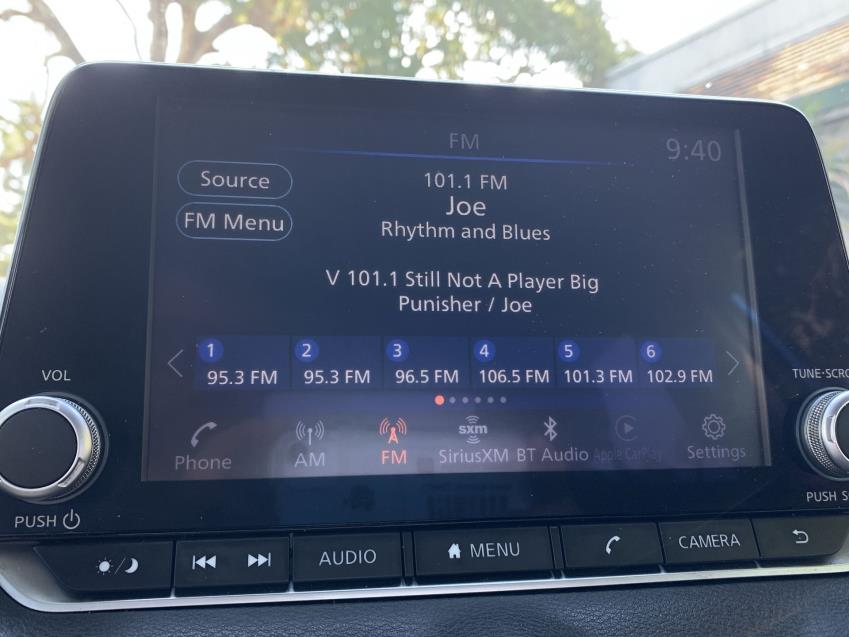 FM
9:40
Source
101.1 FM
Joe
FM Menu
Rhythm and Blues
V 101.1 Still Not A Player Big
Punisher / Joe
1 2 3 4 5 6
95.3 FM 95.3 FM 96.5 FM 106.5 FM 101.3 FM 102.9 FM
VOL
TUNE·SCRO
sxm
Phone AM FM SiriusXM BT Audio Apple CarPlay Settings
PUSH
PUSH S
AUDIO MENU CAMERA